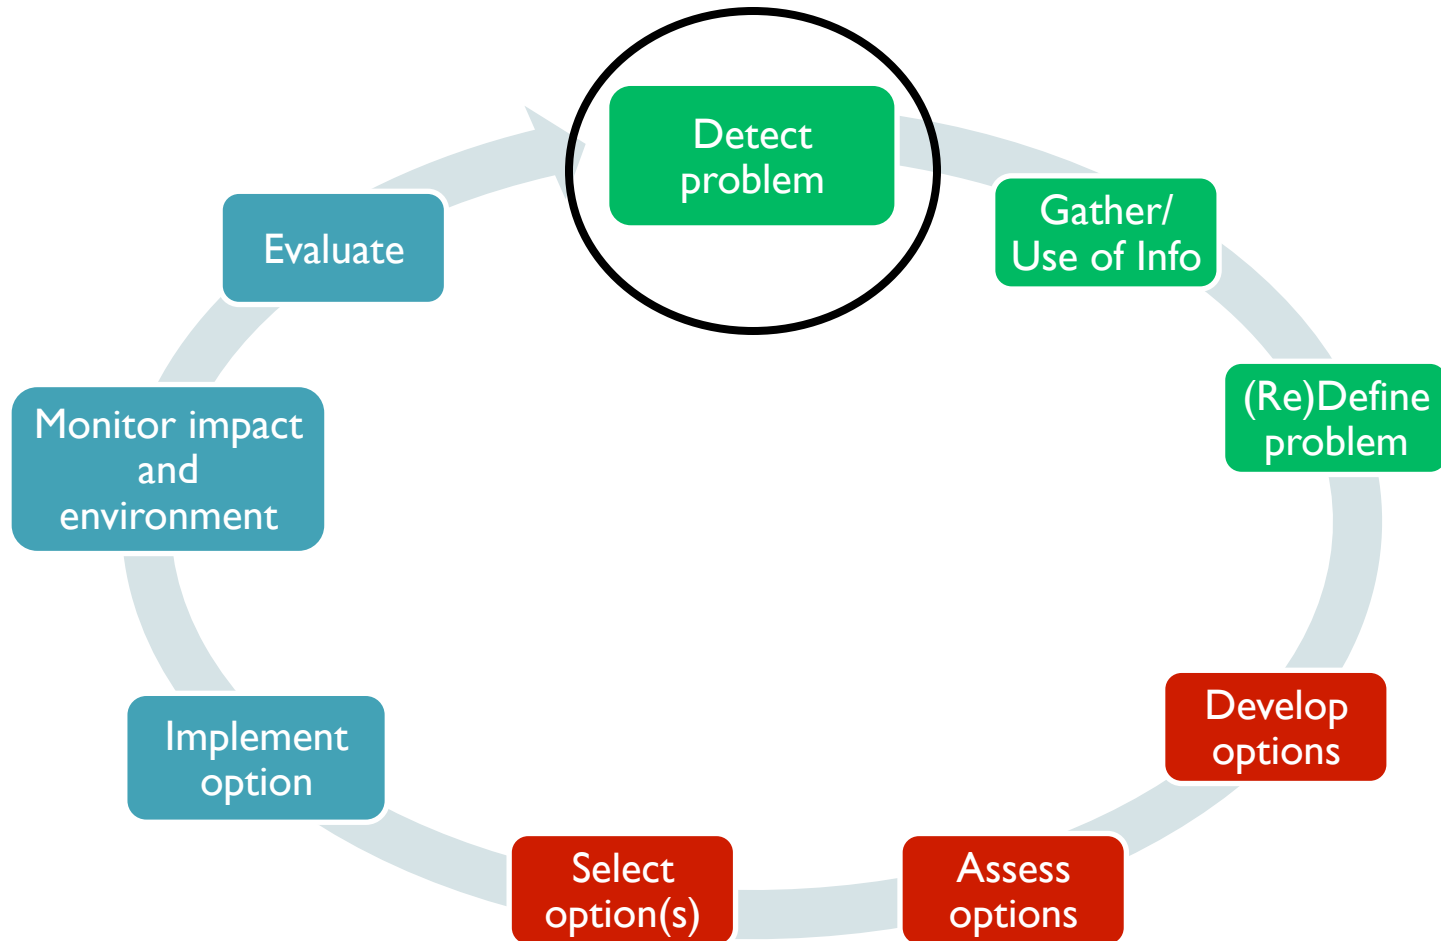 Detect
problem
Gather/
Use of Info
(Re)Define
problem
Develop
options
Assess
options
Select
option(s)
Implement
option
Monitor impact
and
environment
Evaluate